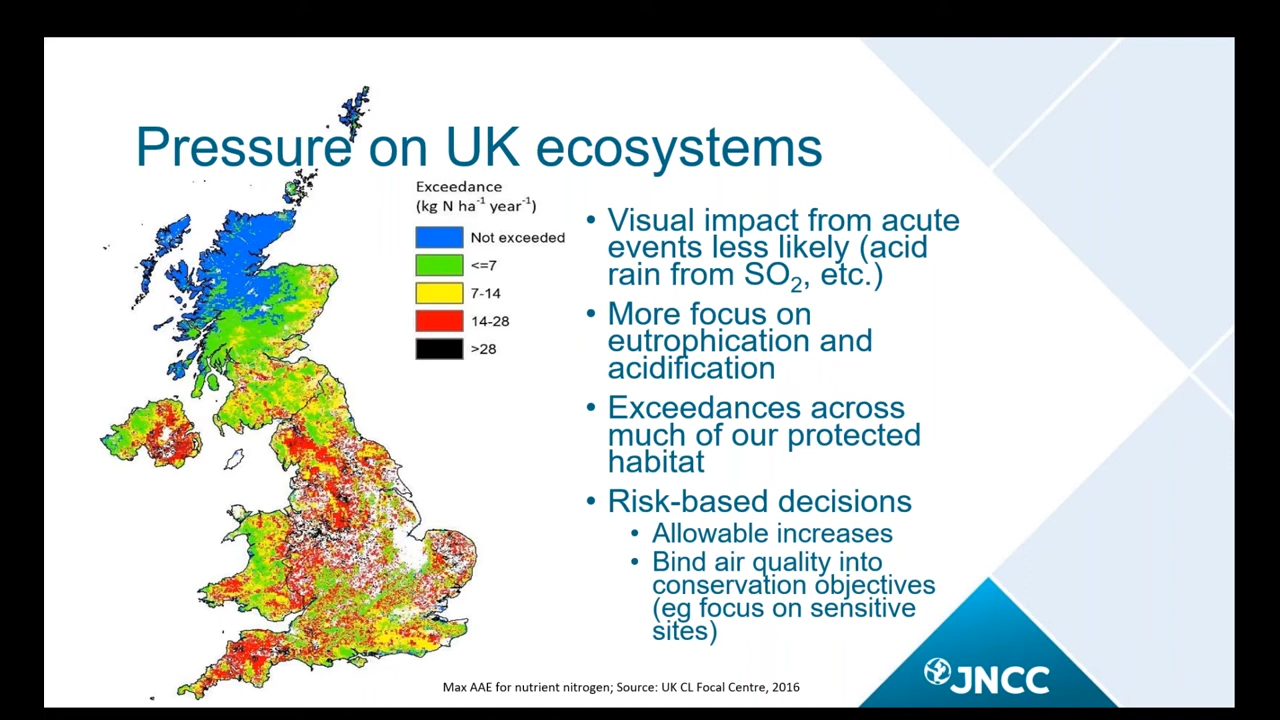 Pressure on UK ecosystems
Exceedance
(kg N ha⁻¹ year⁻¹)
Not exceeded
<=7
7-14
14-28
>28
• Visual impact from acute
events less likely (acid
rain from SO₂, etc.)
• More focus on
eutrophication and
acidification
• Exceedances across
much of our protected
habitat
• Risk-based decisions
• Allowable increases
• Bind air quality into
conservation objectives
(eg focus on sensitive
sites)
Max AAE for nutrient nitrogen; Source: UK CL Focal Centre, 2016
JNCC